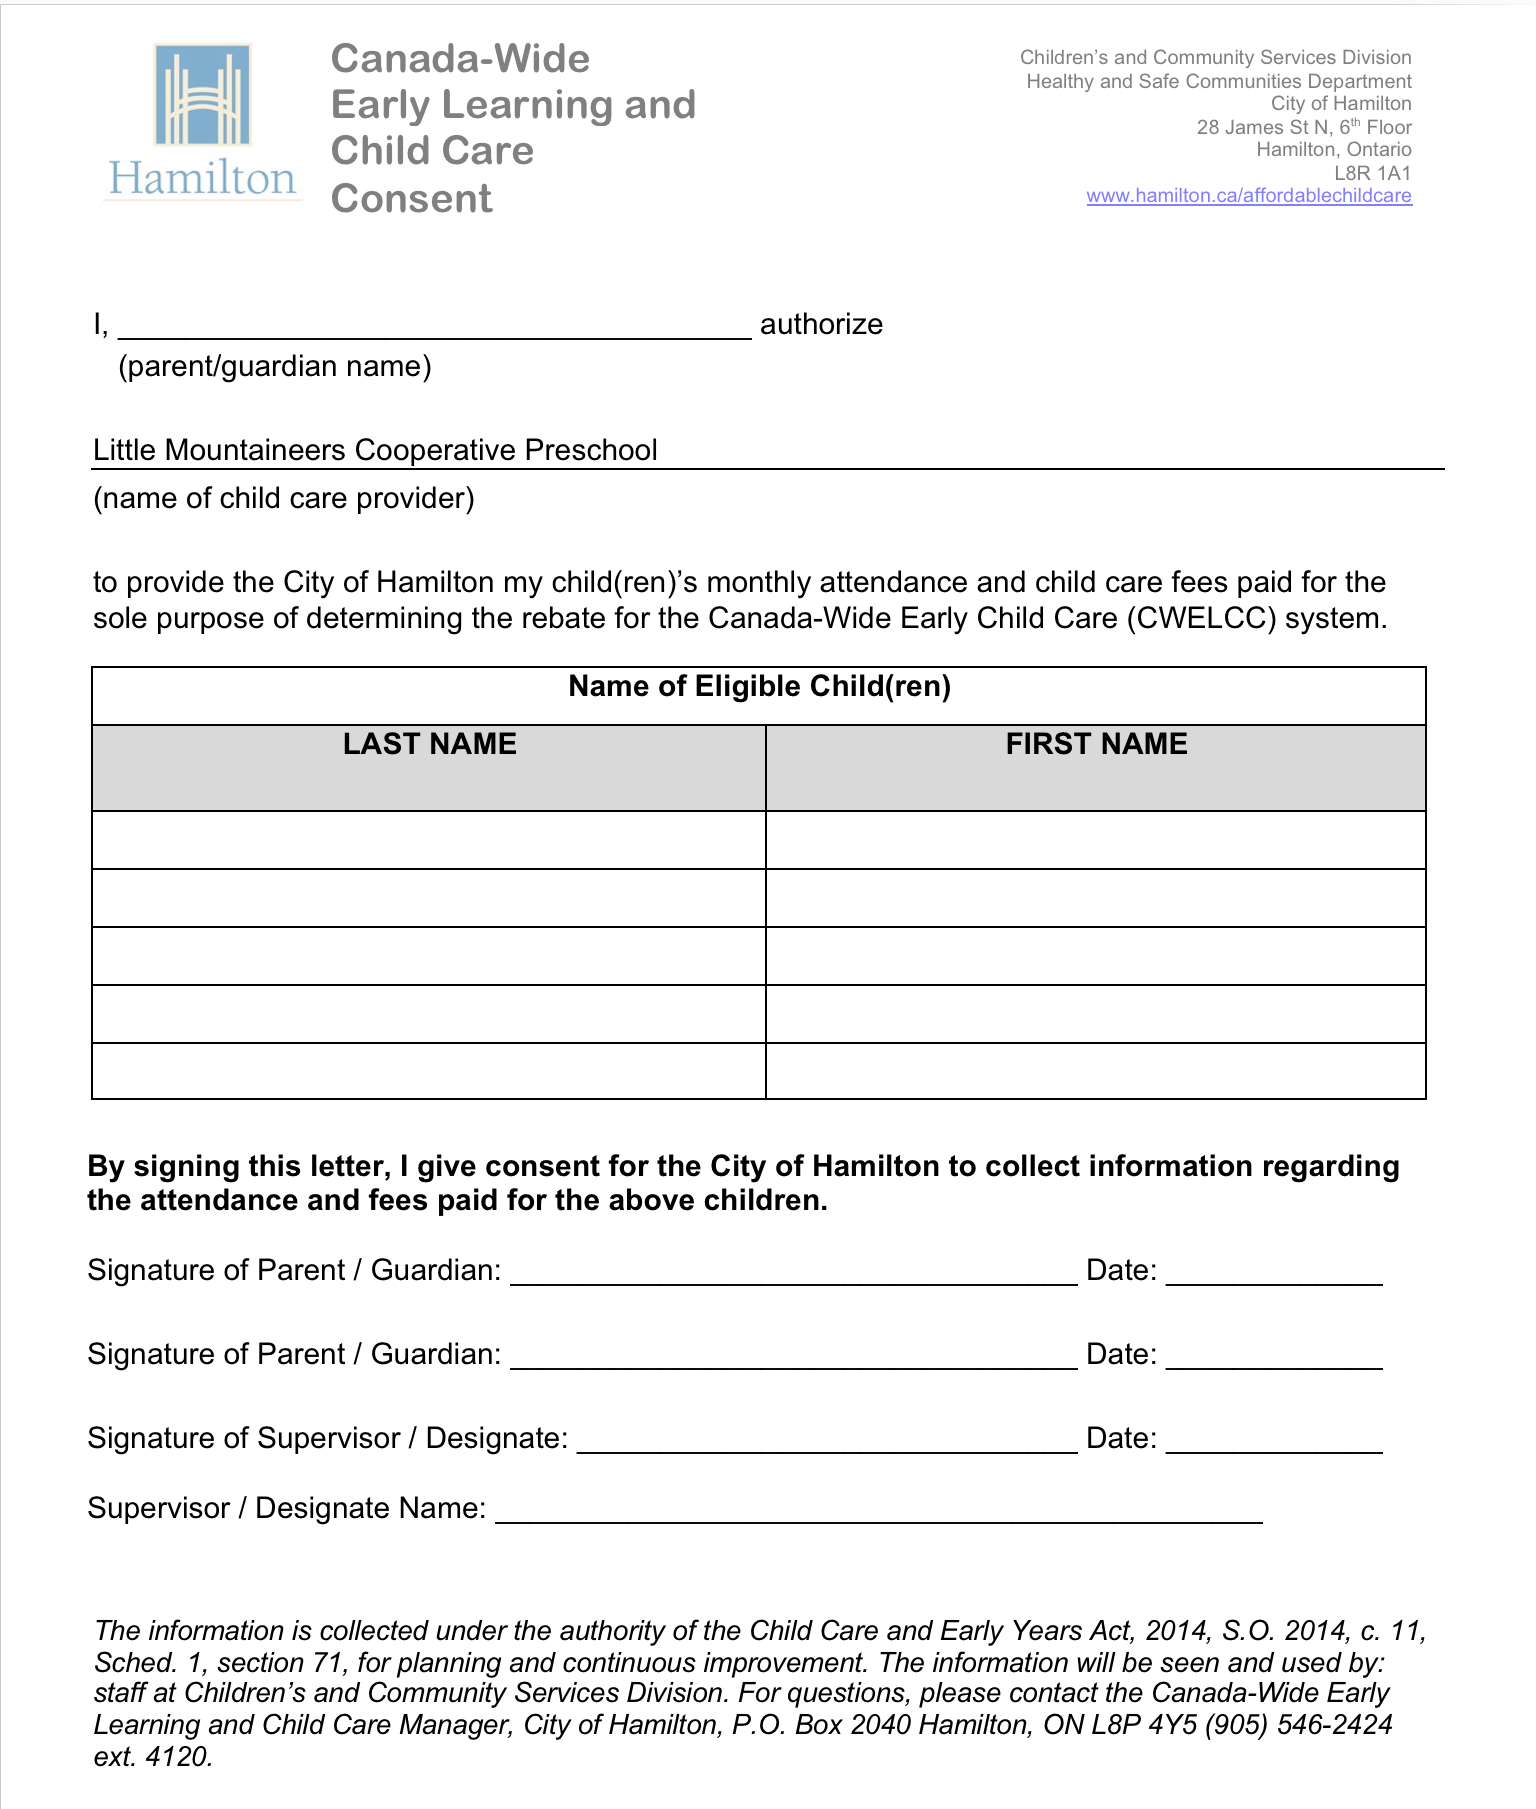 Hamilton
Canada-Wide
Early Learning and
Child Care
Consent
Children’s and Community Services Division
Healthy and Safe Communities Department
City of Hamilton
28 James St N, 6th Floor
Hamilton, Ontario
L8R 1A1
www.hamilton.ca/affordablechildcare
I, ______________________________________ authorize
(parent/guardian name)
Little Mountaineers Cooperative Preschool
(name of child care provider)
to provide the City of Hamilton my child(ren)’s monthly attendance and child care fees paid for the
sole purpose of determining the rebate for the Canada-Wide Early Child Care (CWELCC) system.
Name of Eligible Child(ren)
LAST NAME FIRST NAME
By signing this letter, I give consent for the City of Hamilton to collect information regarding
the attendance and fees paid for the above children.
Signature of Parent / Guardian: __________________________________ Date: _____________
Signature of Parent / Guardian: __________________________________ Date: _____________
Signature of Supervisor / Designate: ______________________________ Date: _____________
Supervisor / Designate Name: ______________________________________________
The information is collected under the authority of the Child Care and Early Years Act, 2014, S.O. 2014, c. 11,
Sched. 1, section 71, for planning and continuous improvement. The information will be seen and used by:
staff at Children’s and Community Services Division. For questions, please contact the Canada-Wide Early
Learning and Child Care Manager, City of Hamilton, P.O. Box 2040 Hamilton, ON L8P 4Y5 (905) 546-2424
ext. 4120.